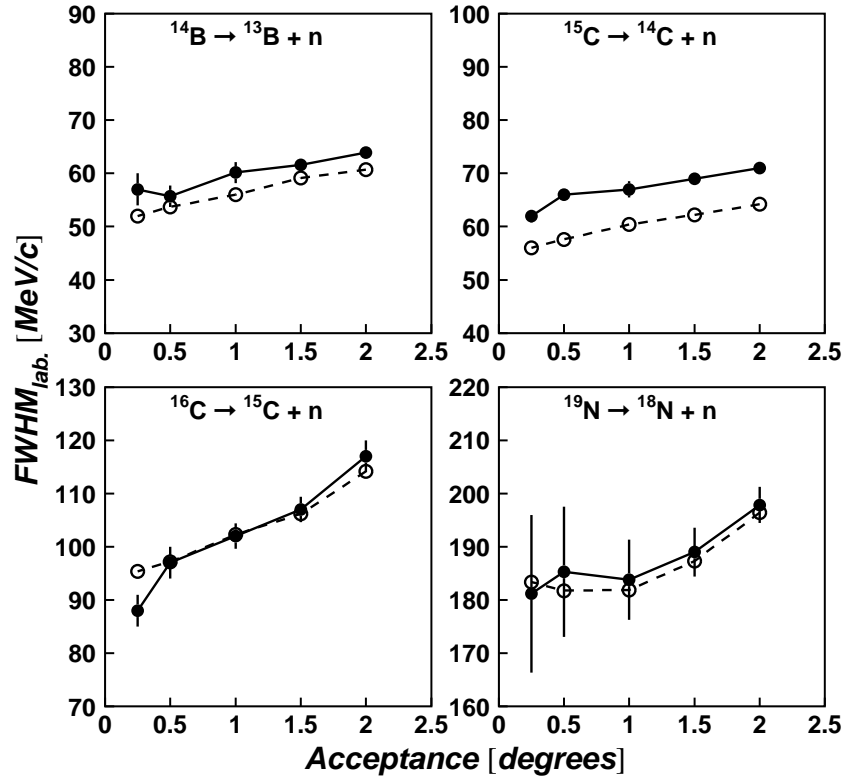 FWHM_lab. [MeV/c]
¹⁴B → ¹³B + n
90
80
70
60
50
40
30
0 0.5 1 1.5 2 2.5
¹⁵C → ¹⁴C + n
100
90
80
70
60
50
40
0 0.5 1 1.5 2 2.5
¹⁶C → ¹⁵C + n
130
120
110
100
90
80
70
0 0.5 1 1.5 2 2.5
¹⁹N → ¹⁸N + n
220
210
200
190
180
170
160
0 0.5 1 1.5 2 2.5
Acceptance [degrees]